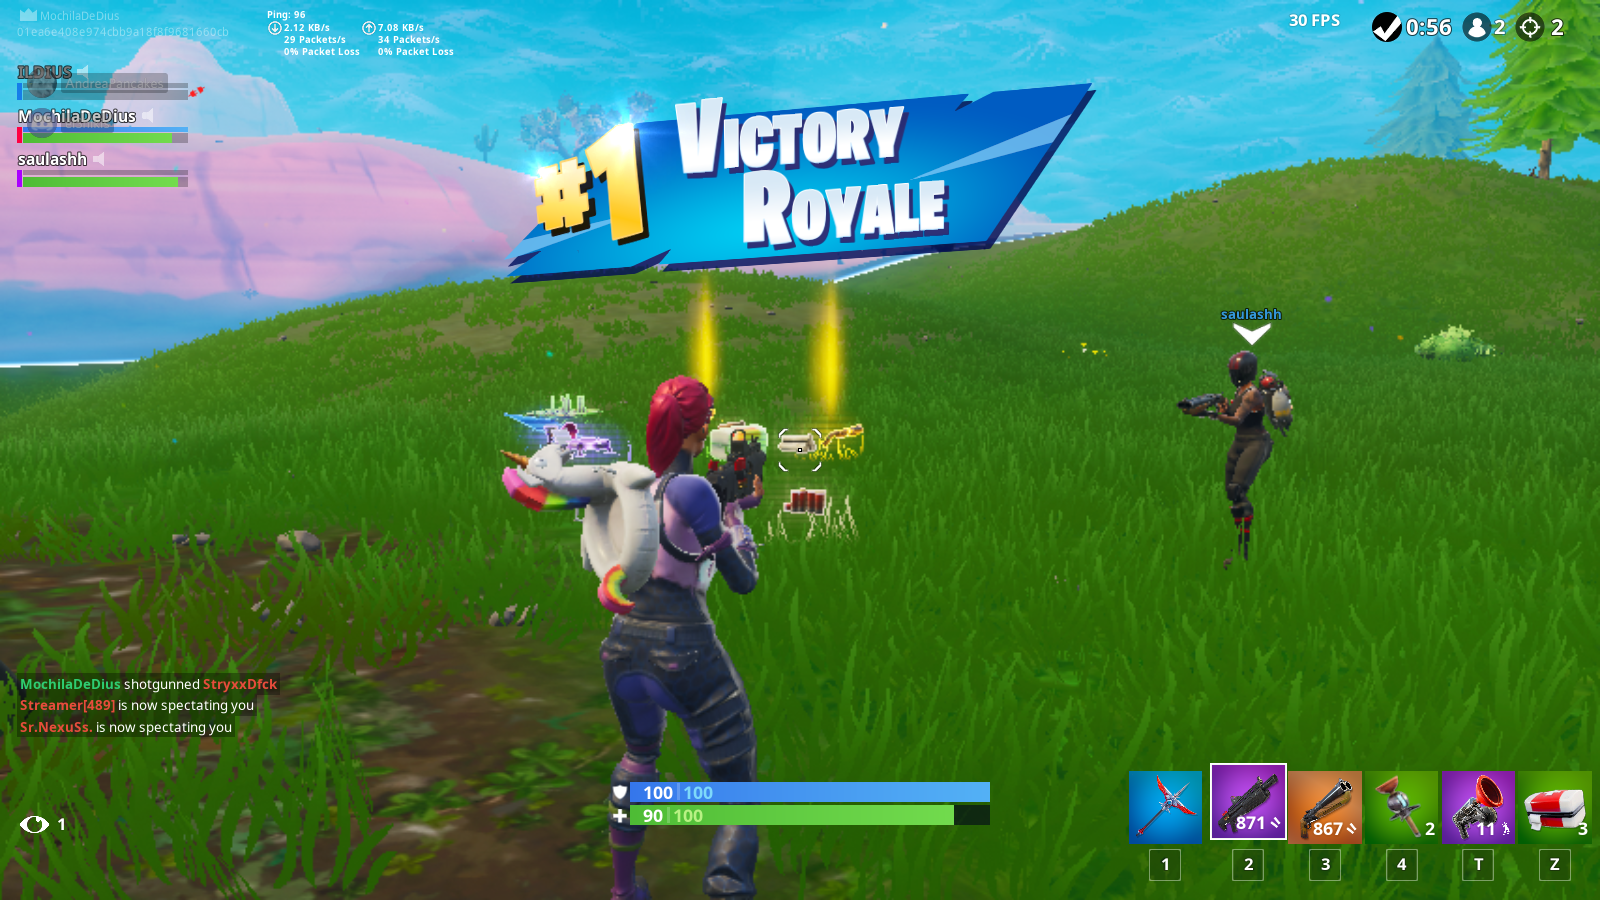 MochilaDeDius
01ea6e408e974cbb9a18f8f9681660cb
Ping: 96
2.12 KB/s 7.08 KB/s
29 Packets/s 34 Packets/s
0% Packet Loss 0% Packet Loss
30 FPS
0:56 2 2
ILDIUS
AndreaPancakes
MochilaDeDius
saulashh
#1 VICTORY
ROYALE
saulashh
MochilaDeDius shotgunned StryxxDfck
Streamer[489] is now spectating you
Sr.NexuSs. is now spectating you
1
100 | 100
90 | 100
871 867 2 11 3
1 2 3 4 T Z